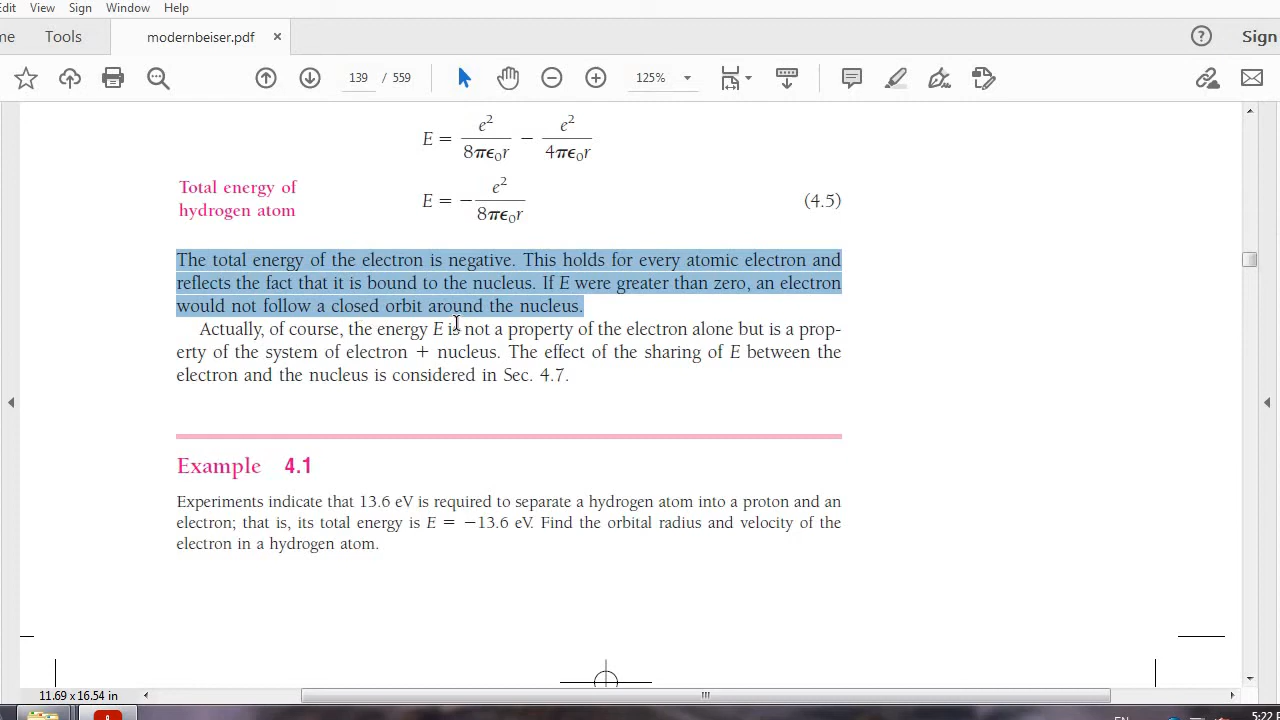 Edit View Sign Window Help
me Tools modernbeiser.pdf × ? Sign
139 / 559 125%
E = e² / 8πϵ₀r − e² / 4πϵ₀r
Total energy of
hydrogen atom
E = − e² / 8πϵ₀r (4.5)
The total energy of the electron is negative. This holds for every atomic electron and
reflects the fact that it is bound to the nucleus. If E were greater than zero, an electron
would not follow a closed orbit around the nucleus.
Actually, of course, the energy E is not a property of the electron alone but is a prop-
erty of the system of electron + nucleus. The effect of the sharing of E between the
electron and the nucleus is considered in Sec. 4.7.
Example 4.1
Experiments indicate that 13.6 eV is required to separate a hydrogen atom into a proton and an
electron; that is, its total energy is E = −13.6 eV. Find the orbital radius and velocity of the
electron in a hydrogen atom.
11.69 x 16.54 in
EN 5:22